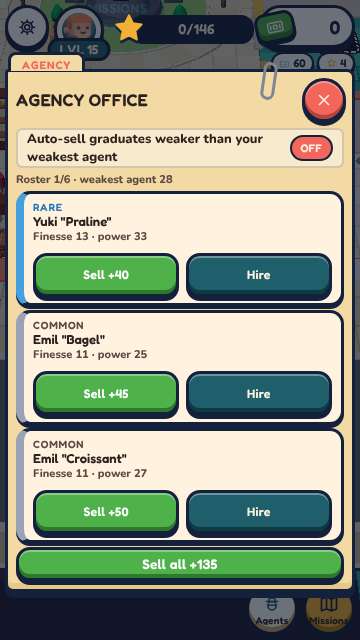 MISSIONS
LVL 15
0/146
0
60
4
AGENCY
AGENCY OFFICE
Auto-sell graduates weaker than your
weakest agent
OFF
Roster 1/6 · weakest agent 28
RARE
Yuki "Praline"
Finesse 13 · power 33
Sell +40
Hire
COMMON
Emil "Bagel"
Finesse 11 · power 25
Sell +45
Hire
COMMON
Emil "Croissant"
Finesse 11 · power 27
Sell +50
Hire
Sell all +135
Agents
Missions